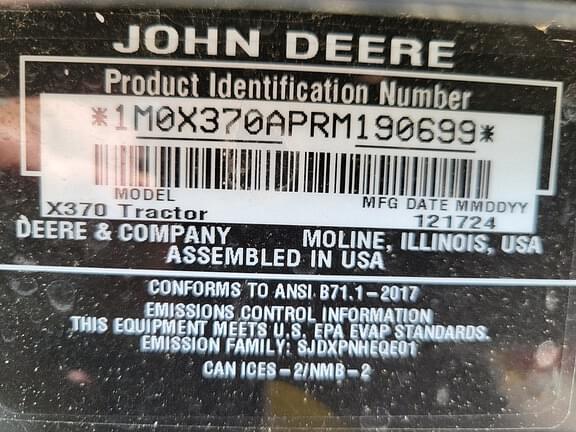 JOHN DEERE
Product Identification Number
*1M0X370APRM190699*
MODEL MFG DATE MMDDYY
X370 Tractor 121724
DEERE & COMPANY MOLINE, ILLINOIS, USA
ASSEMBLED IN USA
CONFORMS TO ANSI B71.1-2017
EMISSIONS CONTROL INFORMATION
THIS EQUIPMENT MEETS U.S. EPA EVAP STANDARDS.
EMISSION FAMILY: SJDXPNHEQE01
CAN ICES-2/NMB-2